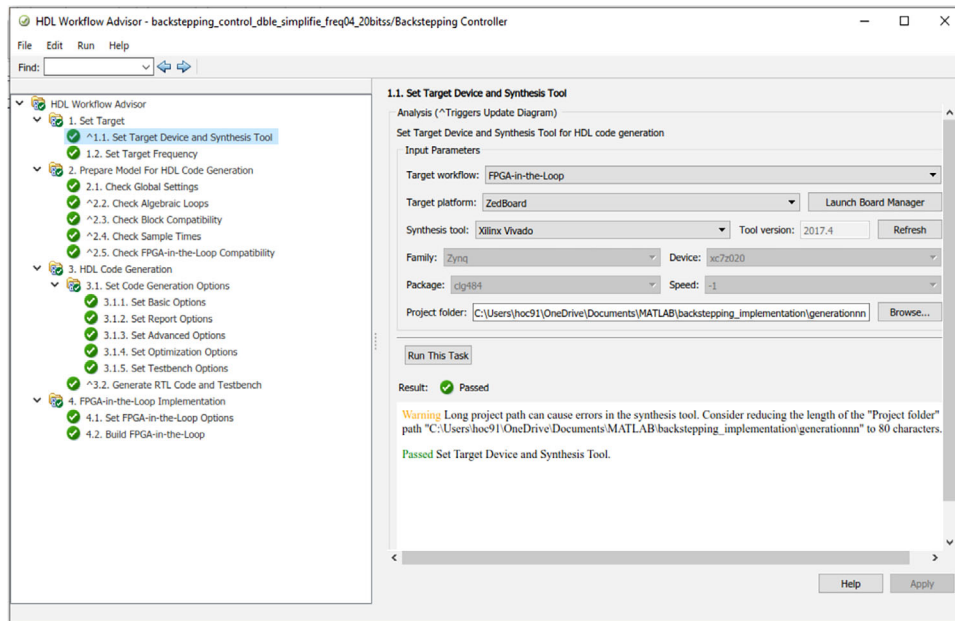 HDL Workflow Advisor - backstepping_control_dble_simplifie_freq04_20bitss/Backstepping Controller
File Edit Run Help
Find:
HDL Workflow Advisor
1. Set Target
^1.1. Set Target Device and Synthesis Tool
1.2. Set Target Frequency
2. Prepare Model For HDL Code Generation
2.1. Check Global Settings
^2.2. Check Algebraic Loops
^2.3. Check Block Compatibility
^2.4. Check Sample Times
^2.5. Check FPGA-in-the-Loop Compatibility
3. HDL Code Generation
3.1. Set Code Generation Options
3.1.1. Set Basic Options
3.1.2. Set Report Options
3.1.3. Set Advanced Options
3.1.4. Set Optimization Options
3.1.5. Set Testbench Options
^3.2. Generate RTL Code and Testbench
4. FPGA-in-the-Loop Implementation
4.1. Set FPGA-in-the-Loop Options
4.2. Build FPGA-in-the-Loop
1.1. Set Target Device and Synthesis Tool
Analysis (^Triggers Update Diagram)
Set Target Device and Synthesis Tool for HDL code generation
Input Parameters
Target workflow: FPGA-in-the-Loop
Target platform: ZedBoard Launch Board Manager
Synthesis tool: Xilinx Vivado Tool version: 2017.4 Refresh
Family: Zynq Device: xc7z020
Package: clg484 Speed: -1
Project folder: C:\Users\hoc91\OneDrive\Documents\MATLAB\backstepping_implementation\generationnn Browse...
Run This Task
Result: Passed
Warning Long project path can cause errors in the synthesis tool. Consider reducing the length of the "Project folder"
path "C:\Users\hoc91\OneDrive\Documents\MATLAB\backstepping_implementation\generationnn" to 80 characters.
Passed Set Target Device and Synthesis Tool.
Help Apply